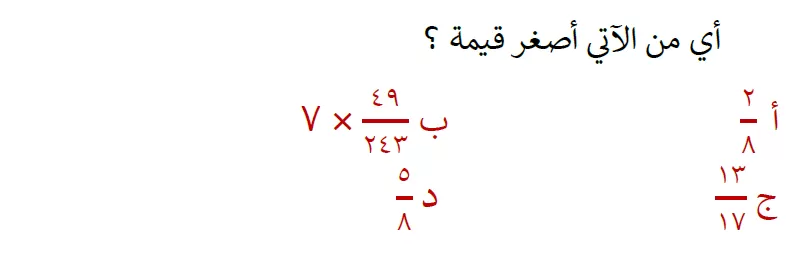 أي من الآتي أصغر قيمة ؟
أ ٢/٨
ب ٤٩/٢٤٣ × ٧
ج ١٣/١٧
د ٥/٨